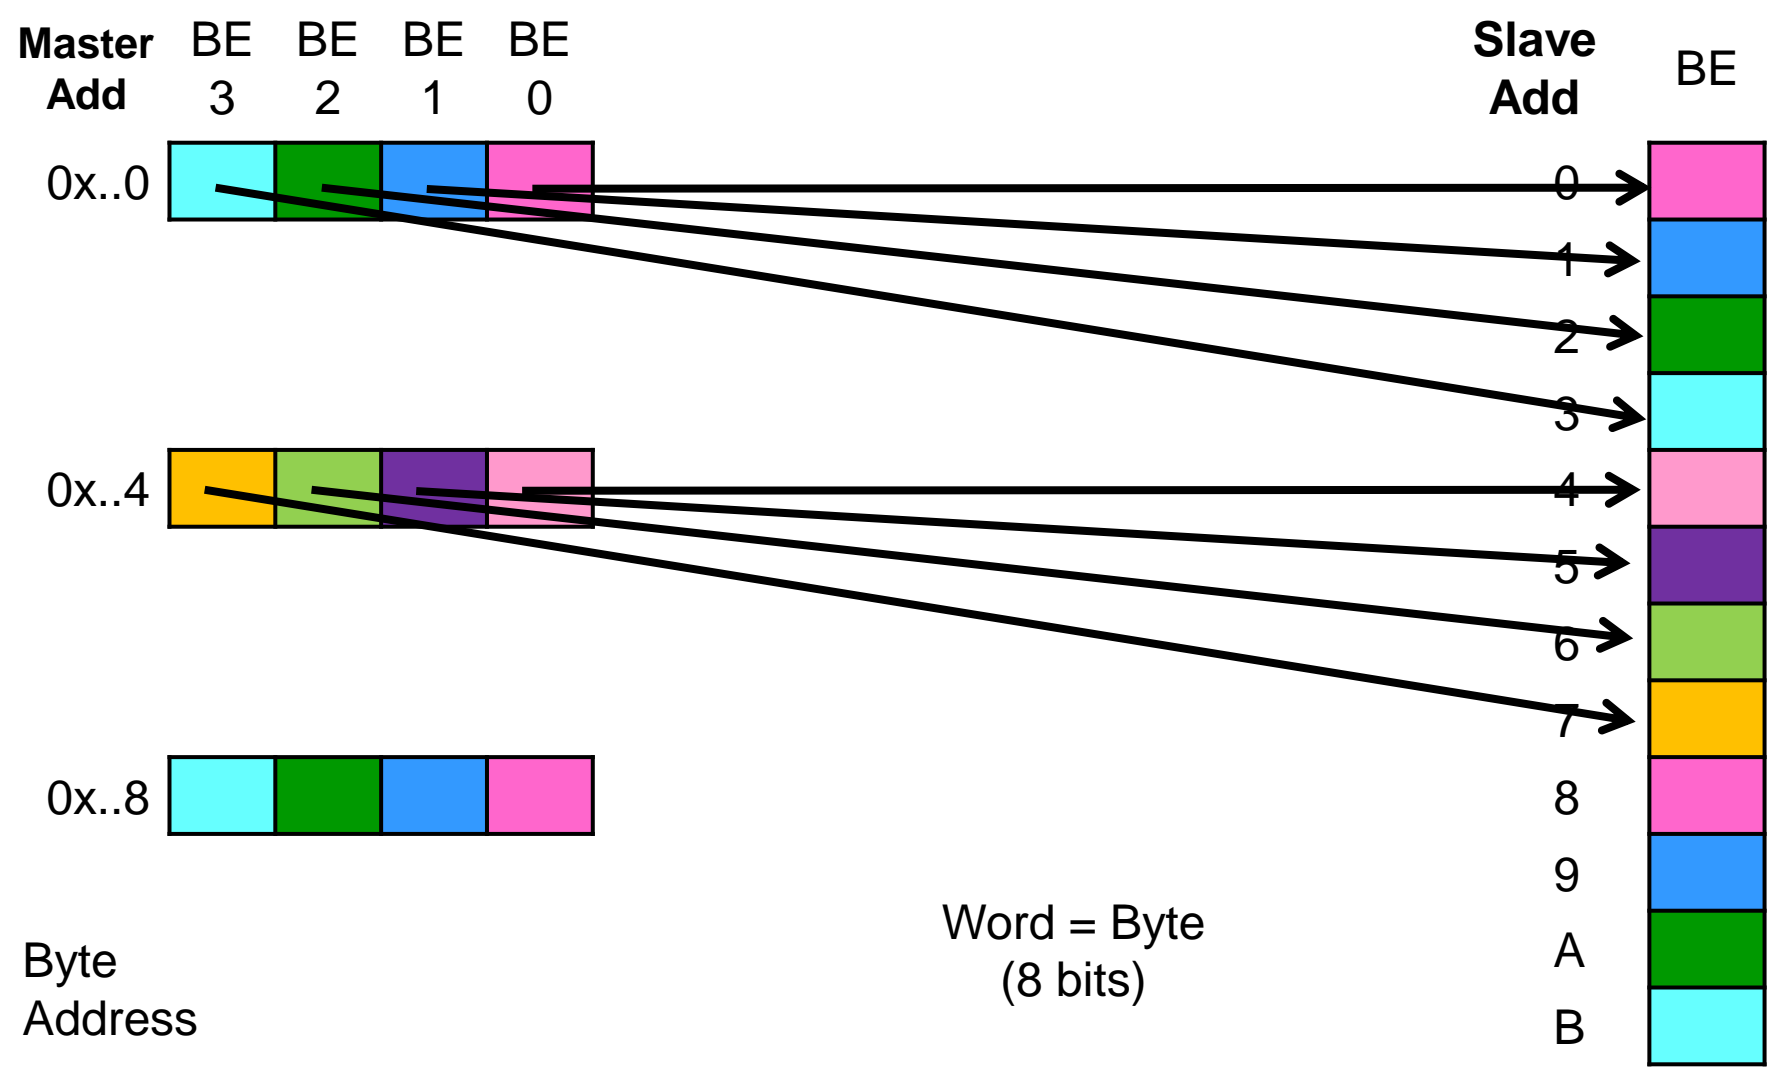 Master
Add
BE BE BE BE
3 2 1 0
Slave
Add
BE
0x..0
0
1
2
3
0x..4
4
5
6
7
0x..8
8
9
A
B
Word = Byte
(8 bits)
Byte
Address